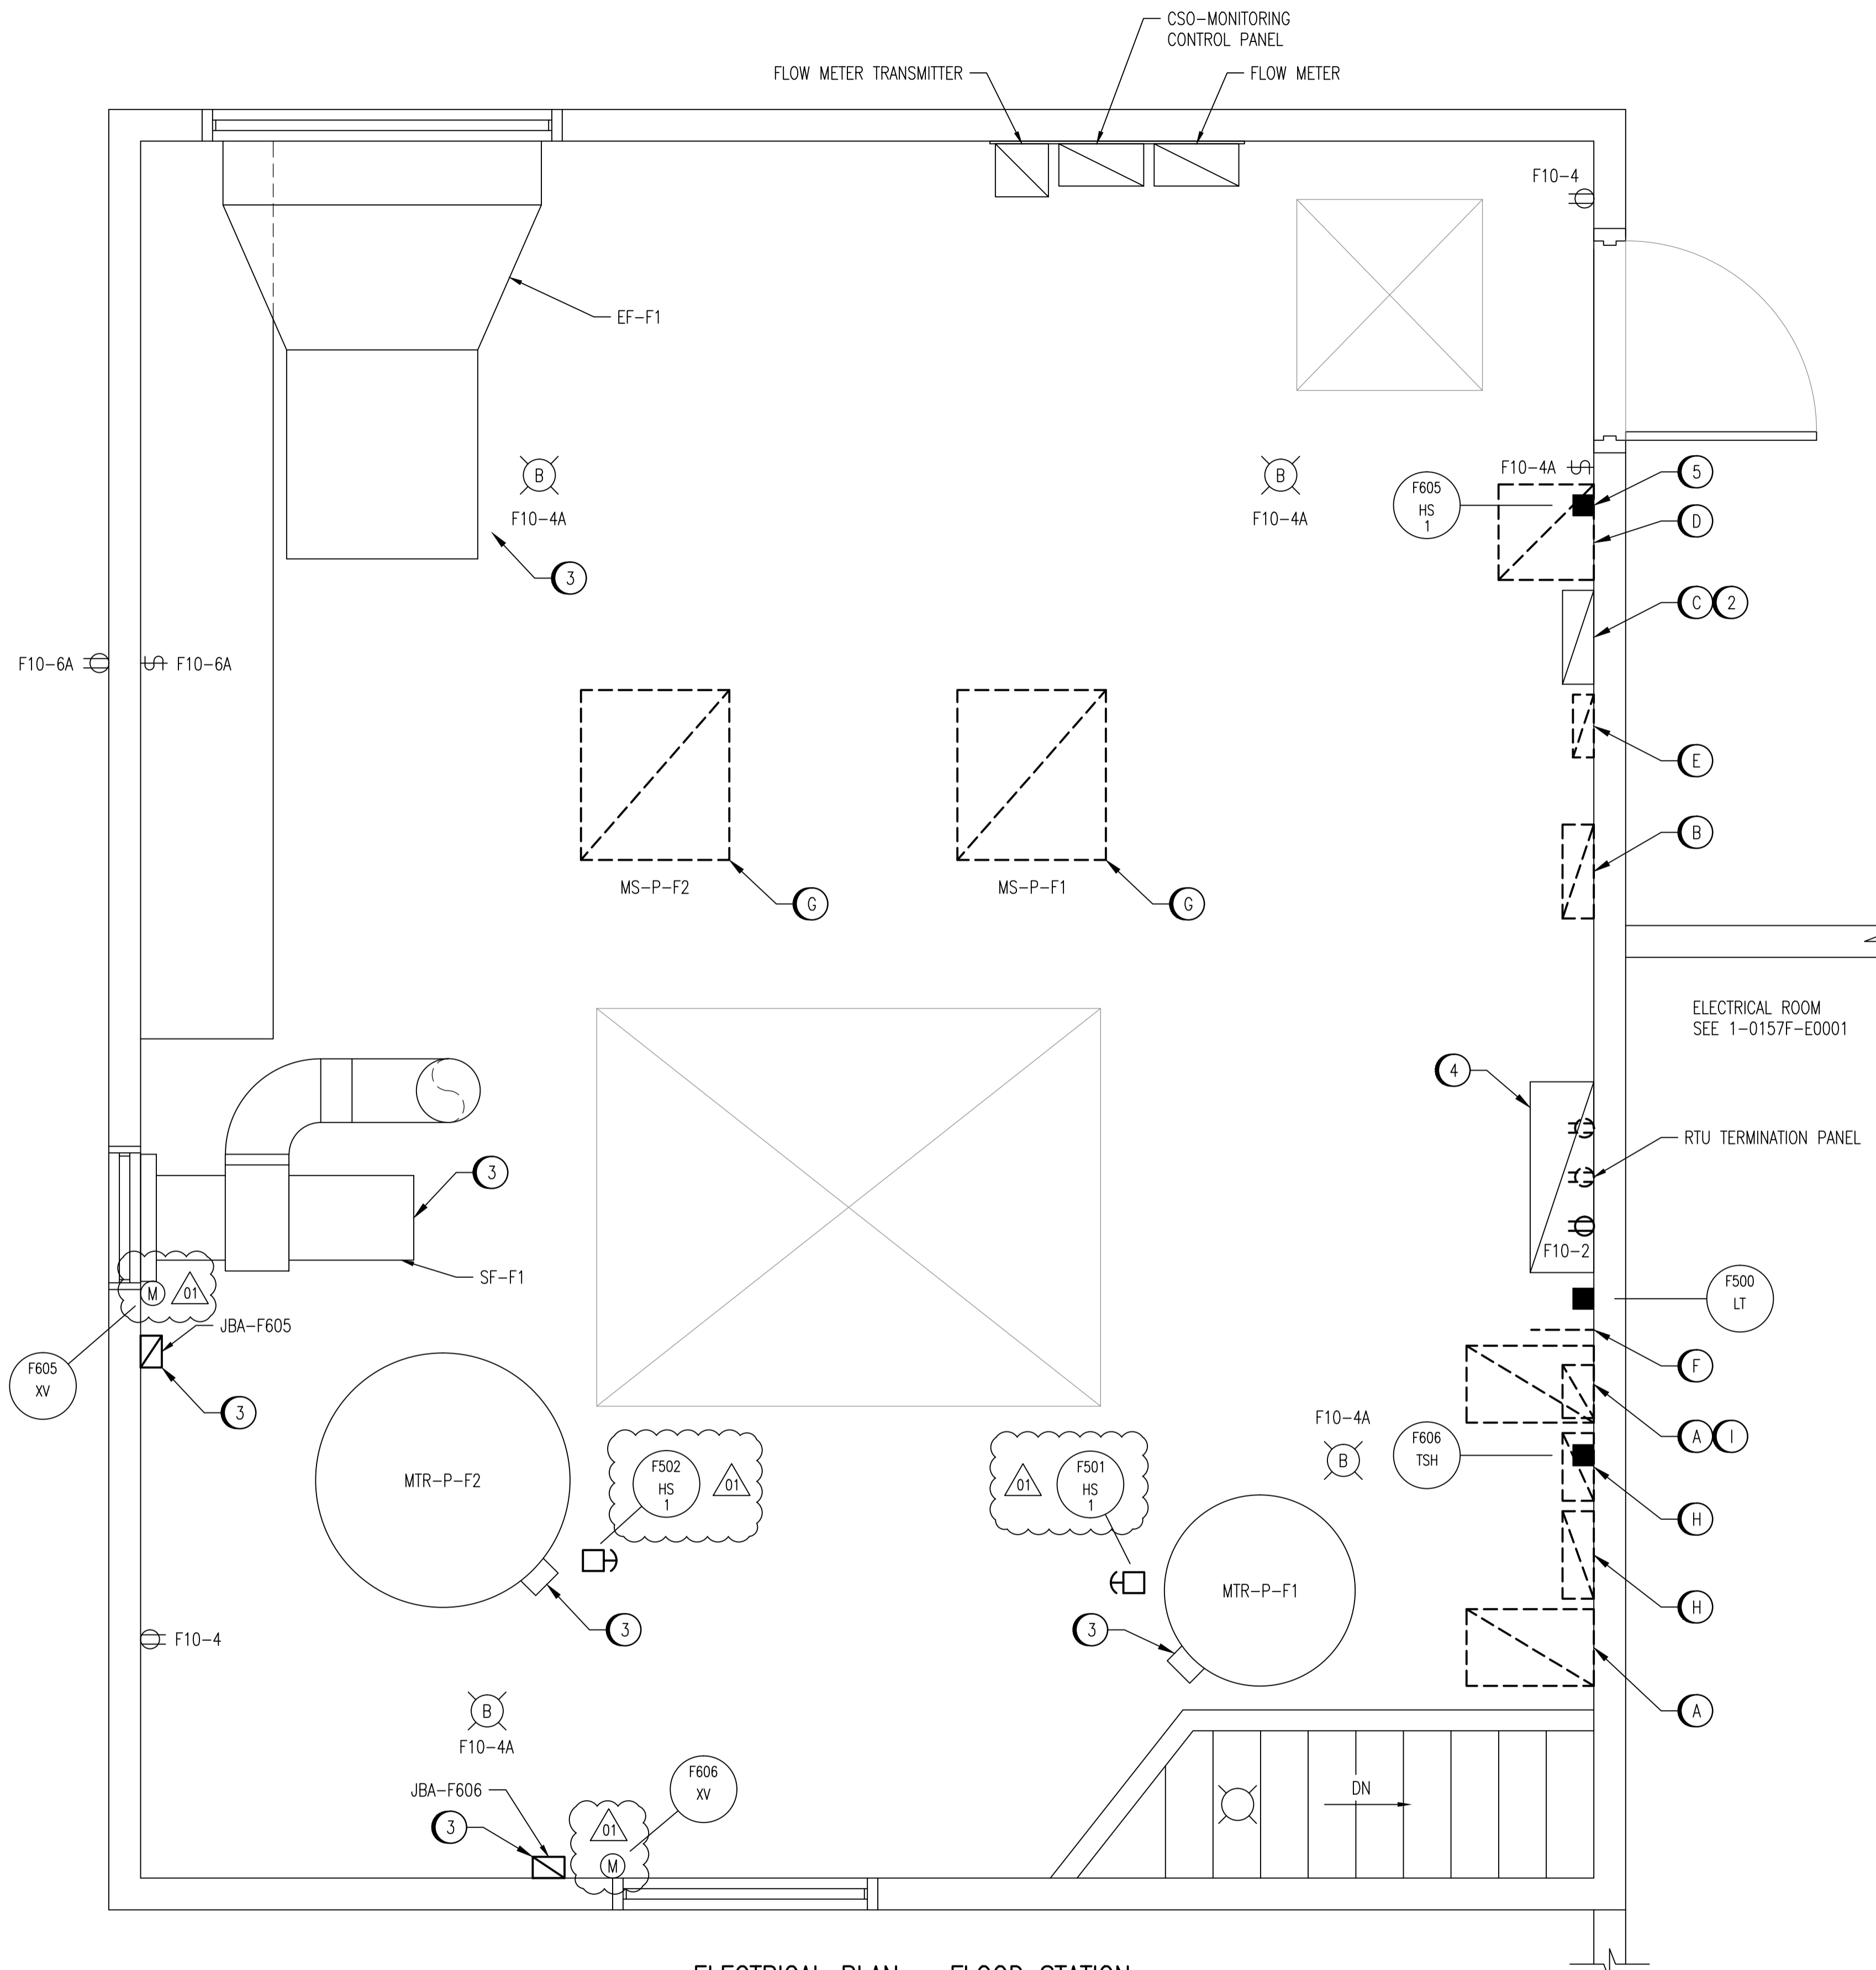 CSO-MONITORING
CONTROL PANEL
FLOW METER TRANSMITTER
FLOW METER
F10-4
EF-F1
B
F10-4A
B
F10-4A
F10-4A
5
F605
HS
1
D
3
C
2
F10-6A
F10-6A
E
B
MS-P-F2
G
MS-P-F1
G
ELECTRICAL ROOM
SEE 1-0157F-E0001
4
RTU TERMINATION PANEL
3
F10-2
SF-F1
M
01
F500
LT
JBA-F605
F605
XV
3
F
F10-4A
B
F606
TSH
A
I
MTR-P-F2
F502
HS
1
01
01
F501
HS
1
H
MTR-P-F1
H
3
3
F10-4
B
F10-4A
A
JBA-F606
F606
XV
3
01
M
DN
ELECTRICAL PLAN - FLOOD STATION